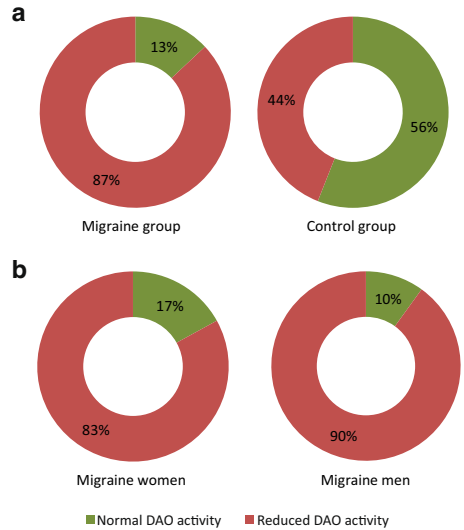 a
13%
87%
Migraine group
44%
56%
Control group
b
17%
83%
Migraine women
10%
90%
Migraine men
Normal DAO activity
Reduced DAO activity